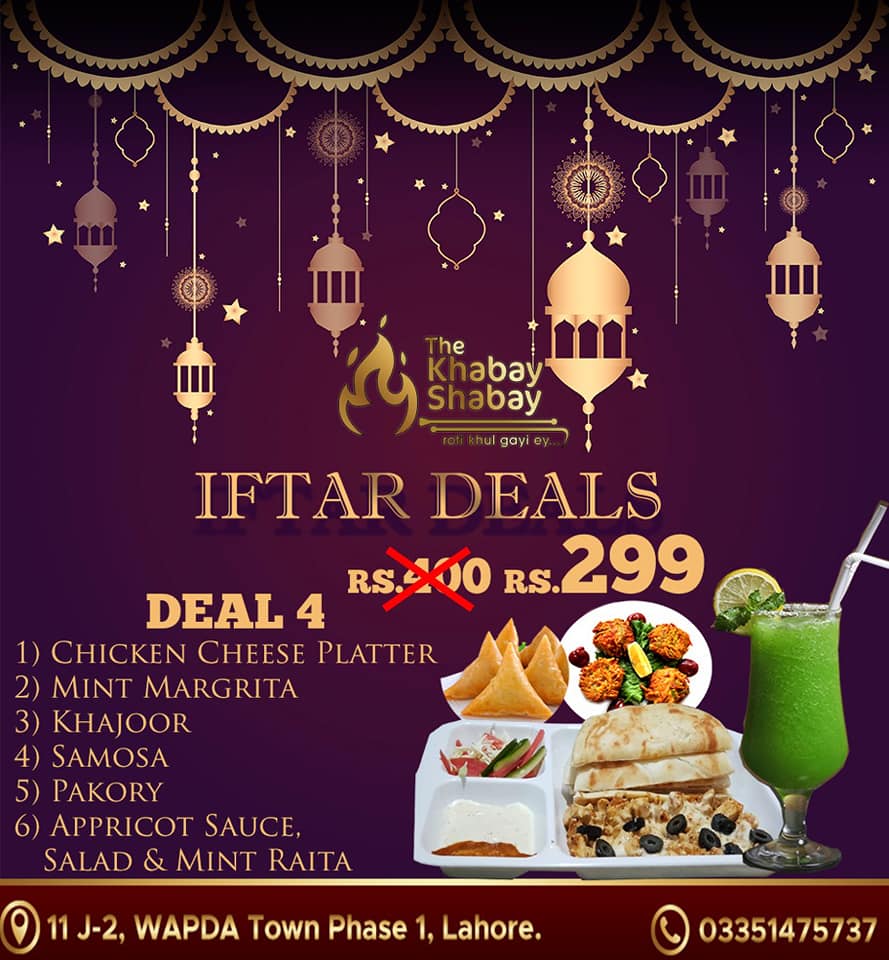 The
Khabay
Shabay
roti khul gayi ey...
IFTAR DEALS
RS.400 RS.299
DEAL 4
1) Chicken Cheese Platter
2) Mint Margrita
3) Khajoor
4) Samosa
5) Pakory
6) Appricot Sauce,
Salad & Mint Raita
11 J-2, WAPDA Town Phase 1, Lahore.
03351475737